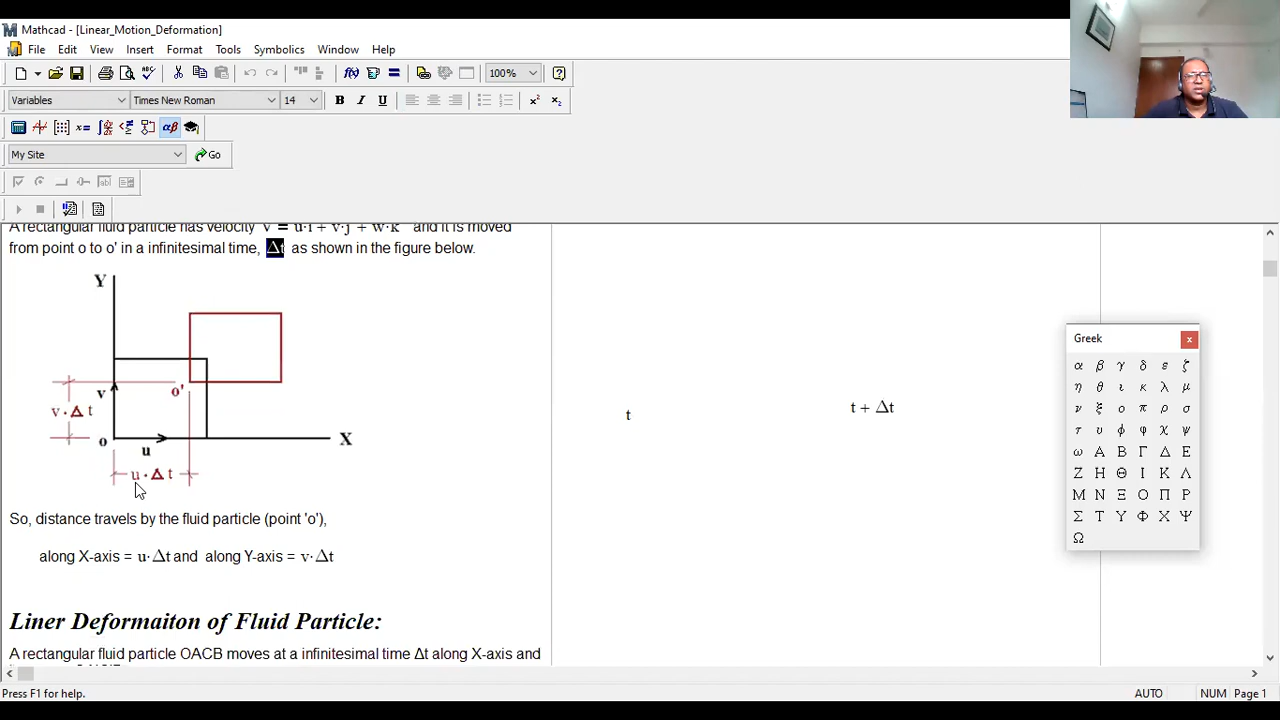 Mathcad - [Linear_Motion_Deformation]
File Edit View Insert Format Tools Symbolics Window Help
100%
Variables Times New Roman 14 B I U
αβ
My Site Go
A rectangular fluid particle has velocity v = u·i + v·j + w·k and it is moved
from point o to o' in a infinitesimal time, Δt as shown in the figure below.
Y
o'
v
v · Δ t
o
X
u
u · Δ t
t
t + Δt
So, distance travels by the fluid particle (point 'o'),
along X-axis = u·Δt and along Y-axis = v·Δt
Liner Deformaiton of Fluid Particle:
A rectangular fluid particle OACB moves at a infinitesimal time Δt along X-axis and
Greek x
α β γ δ ε ζ
η θ ι κ λ μ
ν ξ ο π ρ σ
τ υ ϕ φ χ ψ
ω Α Β Γ Δ Ε
Ζ Η Θ Ι Κ Λ
Μ Ν Ξ Ο Π Ρ
Σ Τ Υ Φ Χ Ψ
Ω
Press F1 for help. AUTO NUM Page 1